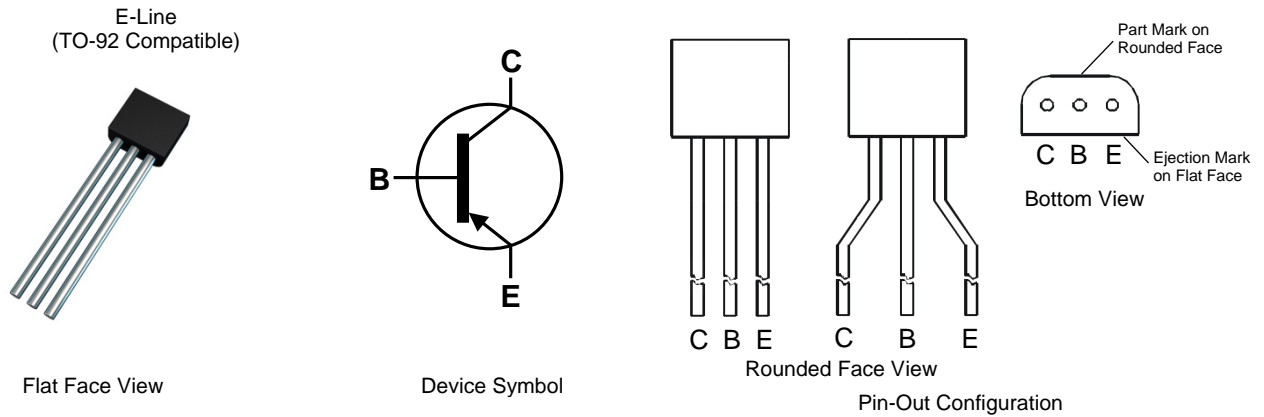 E-Line
(TO-92 Compatible)
Flat Face View
C
B
E
Device Symbol
C B E
C B E
Rounded Face View
Part Mark on
Rounded Face
C B E
Ejection Mark
on Flat Face
Bottom View
Pin-Out Configuration